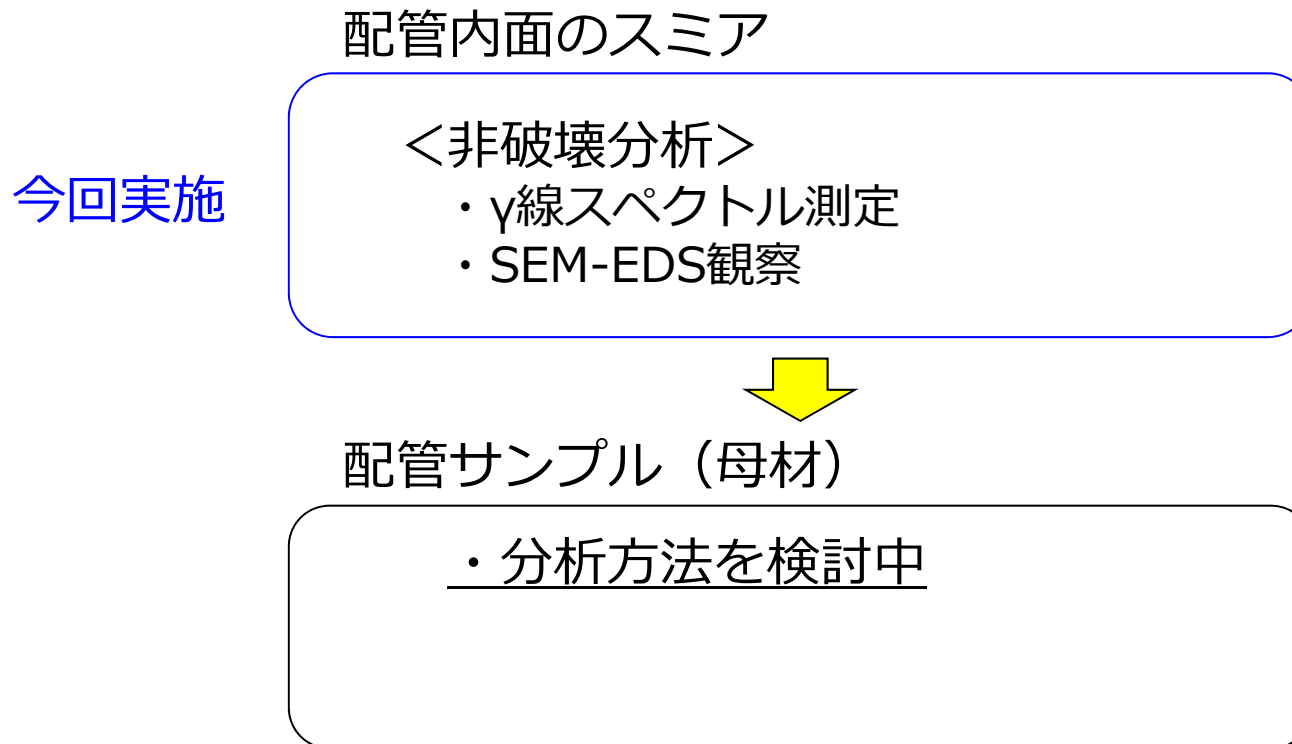 配管内面のスミア
＜非破壊分析＞
今回実施
・γ線スペクトル測定
・SEM-EDS観察
配管サンプル（母材）
・分析方法を検討中